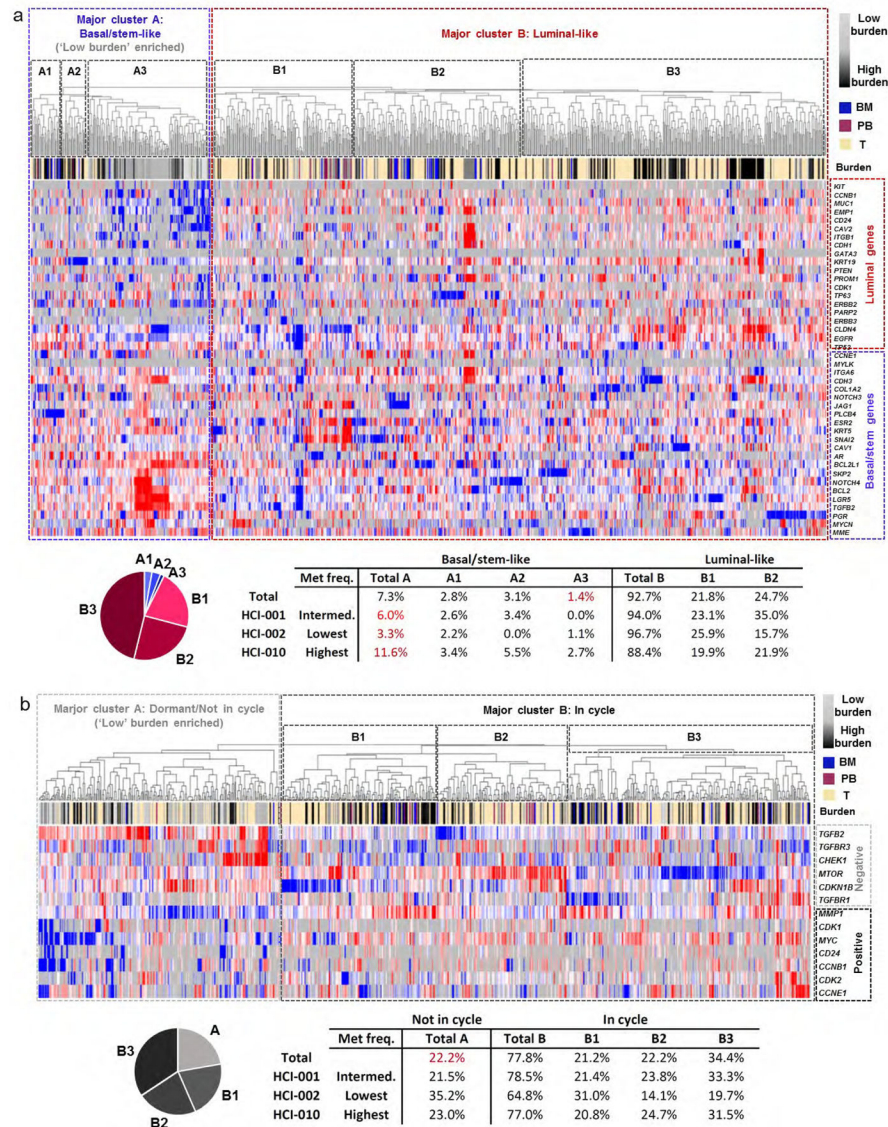 a
Major cluster A:
Basal/stem-like
('Low burden' enriched)
Major cluster B: Luminal-like
Low
burden
High
burden
BM
PB
T
A1 A2 A3 B1 B2 B3
Burden
KIT
CCNB1
MUC1
EMP1
CD24
CAV2
ITGB1
CDH1
GATA3
KRT19
PTEN
PROM1
CDK1
TP63
ERBB2
PARP2
ERBB3
CLDN4
EGFR
TP53
Luminal genes
CCNE1
MYLK
ITGA6
CDH3
COL1A2
NOTCH3
JAG1
PLCB4
ESR2
KRT5
SNAI2
CAV1
AR
BCL2L1
SKP2
NOTCH4
BCL2
LGR5
TGFB2
PGR
MYCN
MME
Basal/stem genes
A1
A2
A3
B1
B2
B3
Basal/stem-like Luminal-like
Met freq. Total A A1 A2 A3 Total B B1 B2
Total 7.3% 2.8% 3.1% 1.4% 92.7% 21.8% 24.7%
HCI-001 Intermed. 6.0% 2.6% 3.4% 0.0% 94.0% 23.1% 35.0%
HCI-002 Lowest 3.3% 2.2% 0.0% 1.1% 96.7% 25.9% 15.7%
HCI-010 Highest 11.6% 3.4% 5.5% 2.7% 88.4% 19.9% 21.9%
b
Marjor cluster A: Dormant/Not in cycle
('Low' burden enriched)
Major cluster B: In cycle
Low
burden
High
burden
BM
PB
T
B1 B2 B3
Burden
TGFB2
TGFBR3
CHEK1
MTOR
CDKN1B
TGFBR1
Negative
MMP1
CDK1
MYC
CD24
CCNB1
CDK2
CCNE1
Positive
A
B1
B2
B3
Not in cycle In cycle
Met freq. Total A Total B B1 B2 B3
Total 22.2% 77.8% 21.2% 22.2% 34.4%
HCI-001 Intermed. 21.5% 78.5% 21.4% 23.8% 33.3%
HCI-002 Lowest 35.2% 64.8% 31.0% 14.1% 19.7%
HCI-010 Highest 23.0% 77.0% 20.8% 24.7% 31.5%